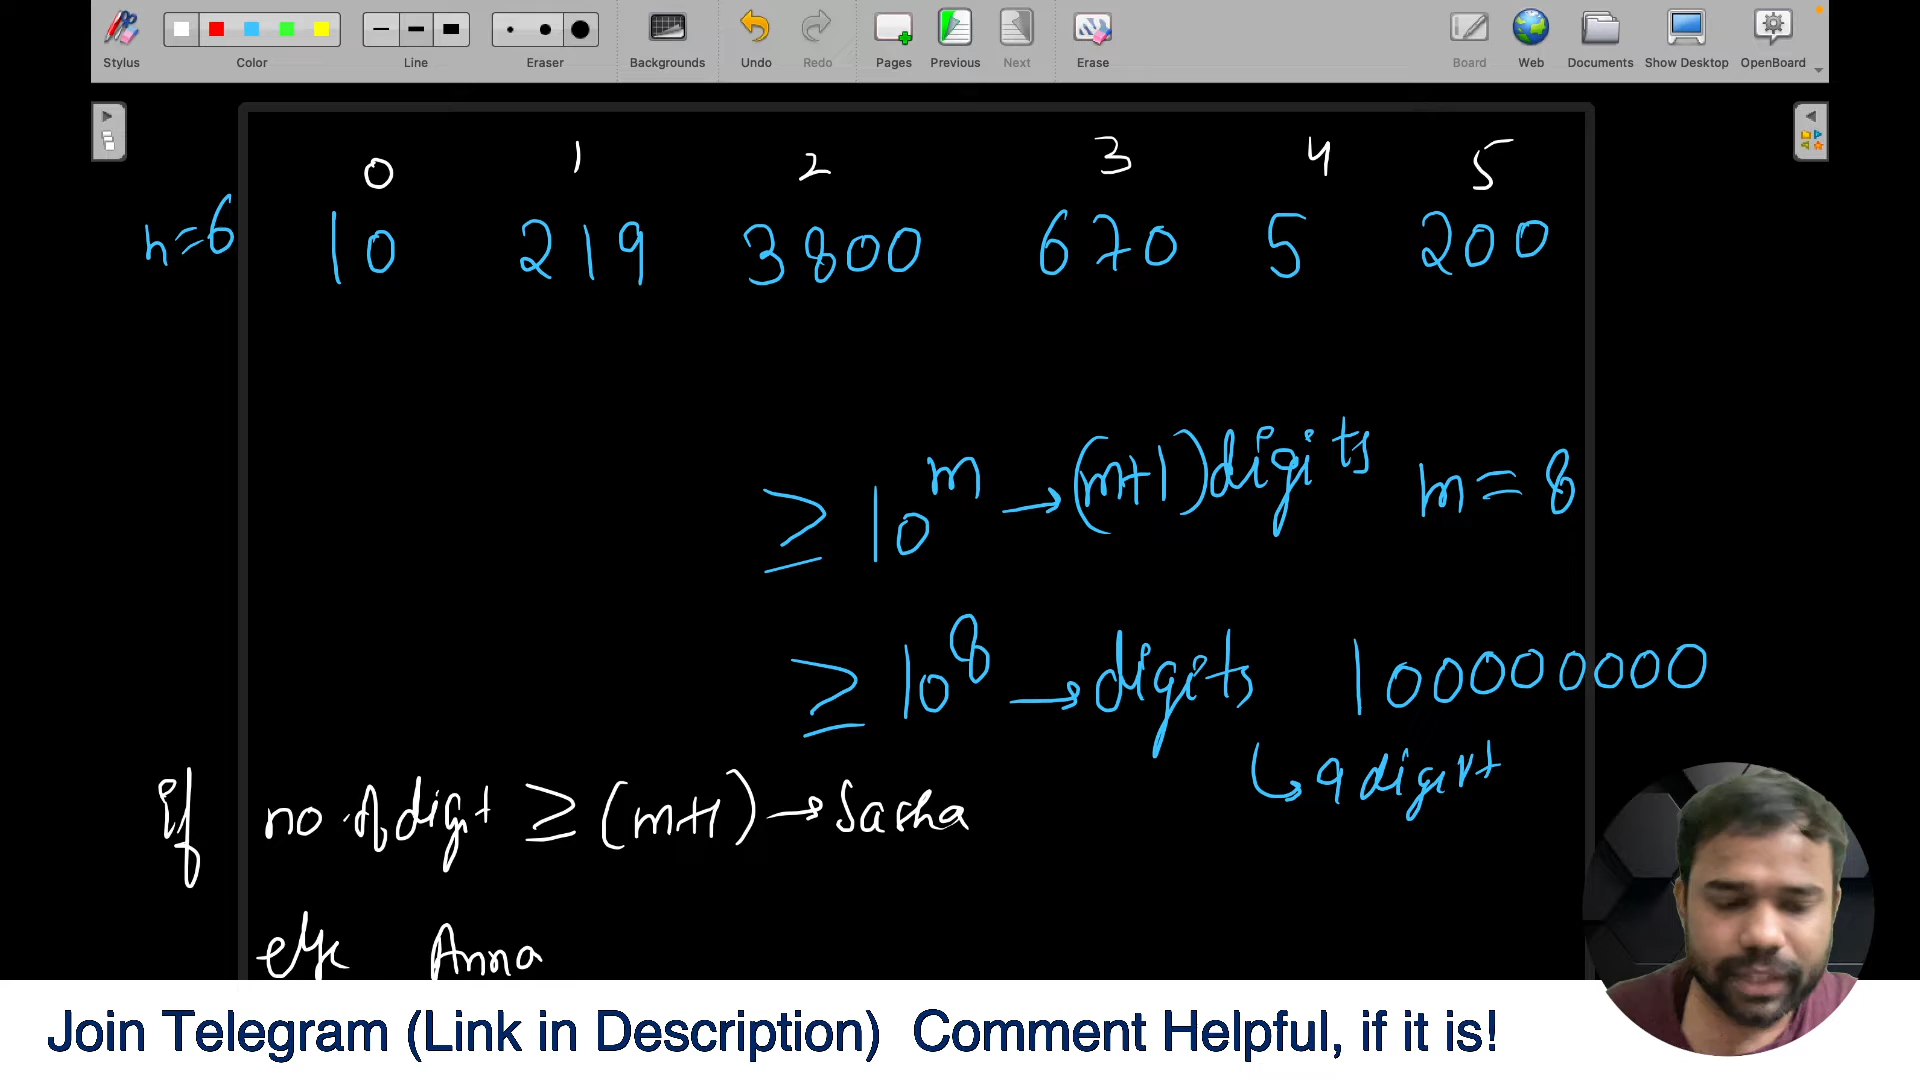 Stylus Color Line Eraser Backgrounds Undo Redo Pages Previous Next Erase Board Web Documents Show Desktop OpenBoard
0 1 2 3 4 5
n=6 10 219 3800 670 5 200
≥ 10^m → (m+1) digits m = 8
≥ 10^8 → digits 100000000
↳ 9 digit
If no of digit ≥ (m+1) → Sasha
else Anna
Join Telegram (Link in Description) Comment Helpful, if it is!